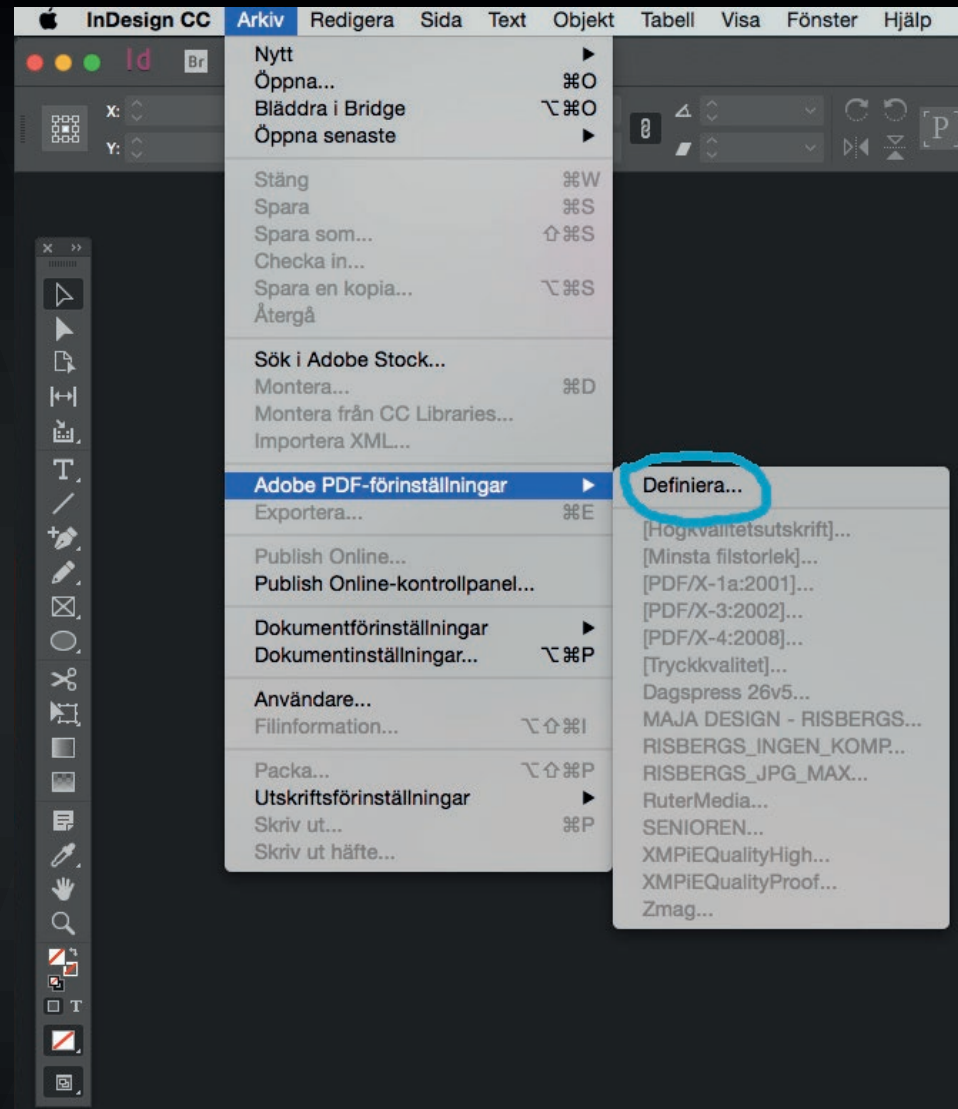 InDesign CC Arkiv Redigera Sida Text Objekt Tabell Visa Fönster Hjälp
Id Br
X:
Y:
P
Nytt
Öppna... ⌘O
Bläddra i Bridge ⌥⌘O
Öppna senaste
Stäng ⌘W
Spara ⌘S
Spara som... ⇧⌘S
Checka in...
Spara en kopia... ⌥⌘S
Återgå
Sök i Adobe Stock...
Montera... ⌘D
Montera från CC Libraries...
Importera XML...
Adobe PDF-förinställningar
Exportera... ⌘E
Publish Online...
Publish Online-kontrollpanel...
Dokumentförinställningar
Dokumentinställningar... ⌥⌘P
Användare...
Filinformation... ⌥⇧⌘I
Packa... ⌥⇧⌘P
Utskriftsförinställningar
Skriv ut... ⌘P
Skriv ut häfte...
Definiera...
[Högkvalitetsutskrift]...
[Minsta filstorlek]...
[PDF/X-1a:2001]...
[PDF/X-3:2002]...
[PDF/X-4:2008]...
[Tryckkvalitet]...
Dagspress 26v5...
MAJA DESIGN - RISBERGS...
RISBERGS_INGEN_KOMP...
RISBERGS_JPG_MAX...
RuterMedia...
SENIOREN...
XMPiEQualityHigh...
XMPiEQualityProof...
Zmag...
T
T